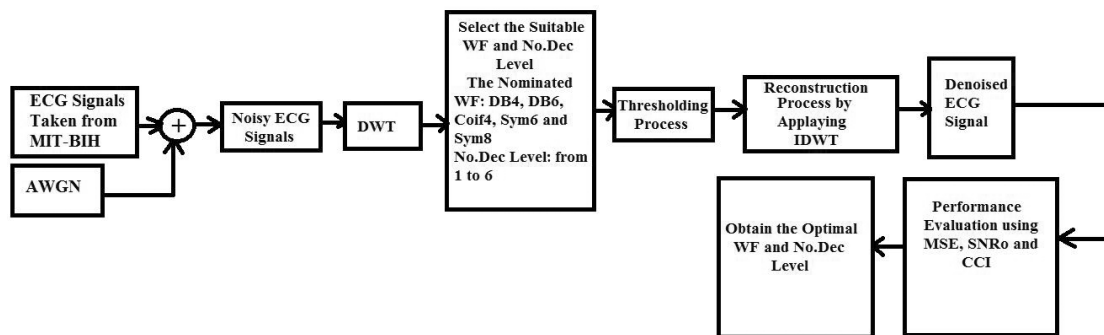 ECG Signals
Taken from
MIT-BIH
AWGN
+
Noisy ECG
Signals
DWT
Select the Suitable
WF and No.Dec
Level
The Nominated
WF: DB4, DB6,
Coif4, Sym6 and
Sym8
No.Dec Level: from
1 to 6
Thresholding
Process
Reconstruction
Process by
Applaying
IDWT
Denoised
ECG
Signal
Performance
Evaluation using
MSE, SNRo and
CCI
Obtain the Optimal
WF and No.Dec
Level